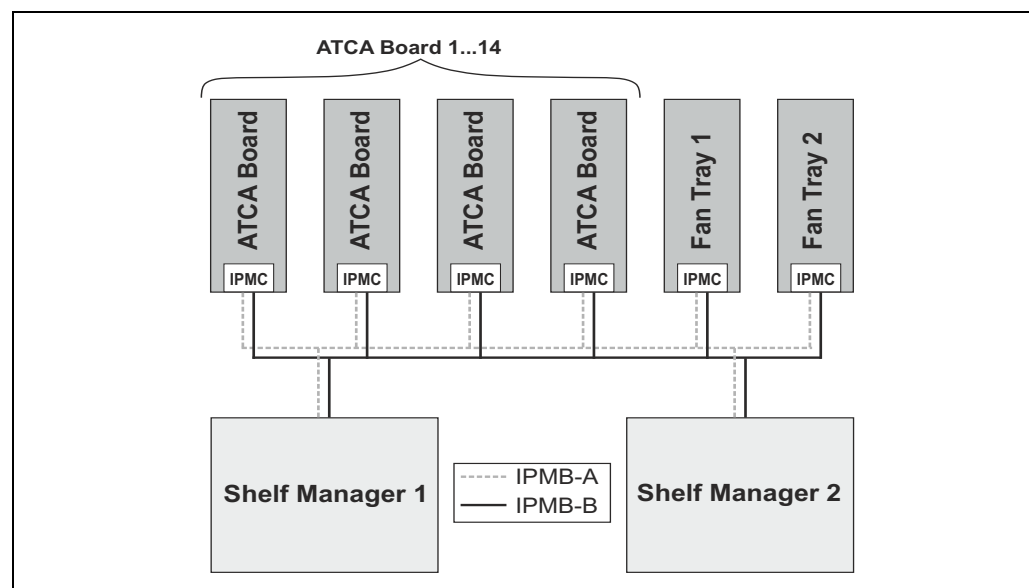 ATCA Board 1...14
ATCA Board
ATCA Board
ATCA Board
ATCA Board
Fan Tray 1
Fan Tray 2
IPMC
IPMC
IPMC
IPMC
IPMC
IPMC
Shelf Manager 1
IPMB-A
IPMB-B
Shelf Manager 2